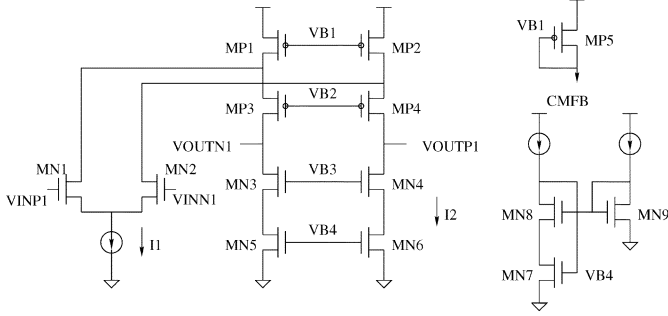 VB1
MP1
MP2
VB1
MP5
VB2
MP3
MP4
CMFB
VOUTN1
VOUTP1
MN1
MN2
VINP1
VINN1
VB3
MN3
MN4
I1
I2
MN8
MN9
VB4
MN5
MN6
MN7
VB4